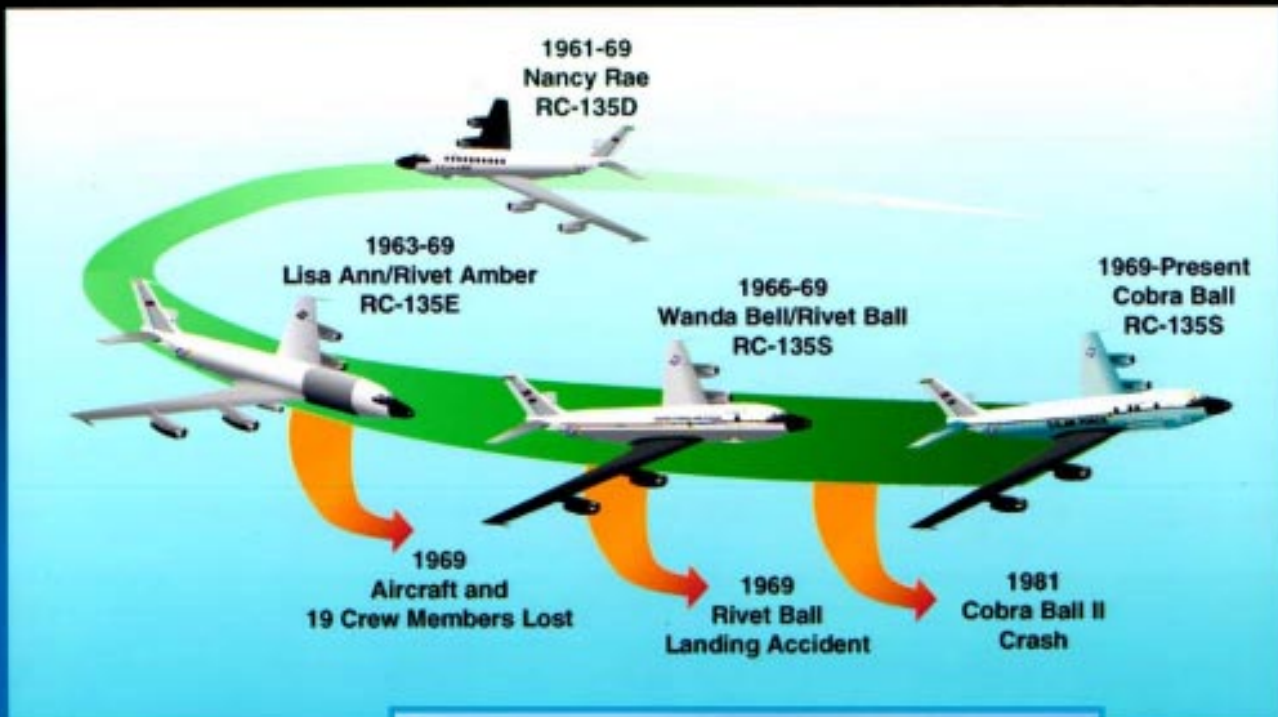 1961-69
Nancy Rae
RC-135D
1963-69
Lisa Ann/Rivet Amber
RC-135E
1966-69
Wanda Bell/Rivet Ball
RC-135S
1969-Present
Cobra Ball
RC-135S
1969
Aircraft and
19 Crew Members Lost
1969
Rivet Ball
Landing Accident
1981
Cobra Ball II
Crash